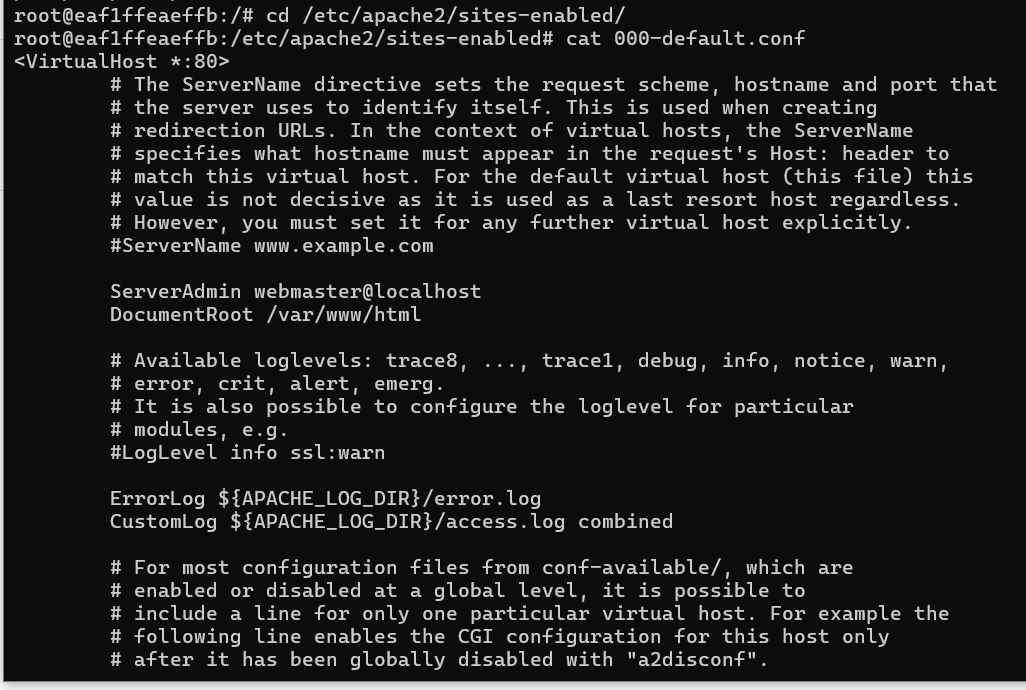 root@eaf1ffeaeffb:/# cd /etc/apache2/sites-enabled/
root@eaf1ffeaeffb:/etc/apache2/sites-enabled# cat 000-default.conf
<VirtualHost *:80>
        # The ServerName directive sets the request scheme, hostname and port that
        # the server uses to identify itself. This is used when creating
        # redirection URLs. In the context of virtual hosts, the ServerName
        # specifies what hostname must appear in the request's Host: header to
        # match this virtual host. For the default virtual host (this file) this
        # value is not decisive as it is used as a last resort host regardless.
        # However, you must set it for any further virtual host explicitly.
        #ServerName www.example.com

        ServerAdmin webmaster@localhost
        DocumentRoot /var/www/html

        # Available loglevels: trace8, ..., trace1, debug, info, notice, warn,
        # error, crit, alert, emerg.
        # It is also possible to configure the loglevel for particular
        # modules, e.g.
        #LogLevel info ssl:warn

        ErrorLog ${APACHE_LOG_DIR}/error.log
        CustomLog ${APACHE_LOG_DIR}/access.log combined

        # For most configuration files from conf-available/, which are
        # enabled or disabled at a global level, it is possible to
        # include a line for only one particular virtual host. For example the
        # following line enables the CGI configuration for this host only
        # after it has been globally disabled with "a2disconf".